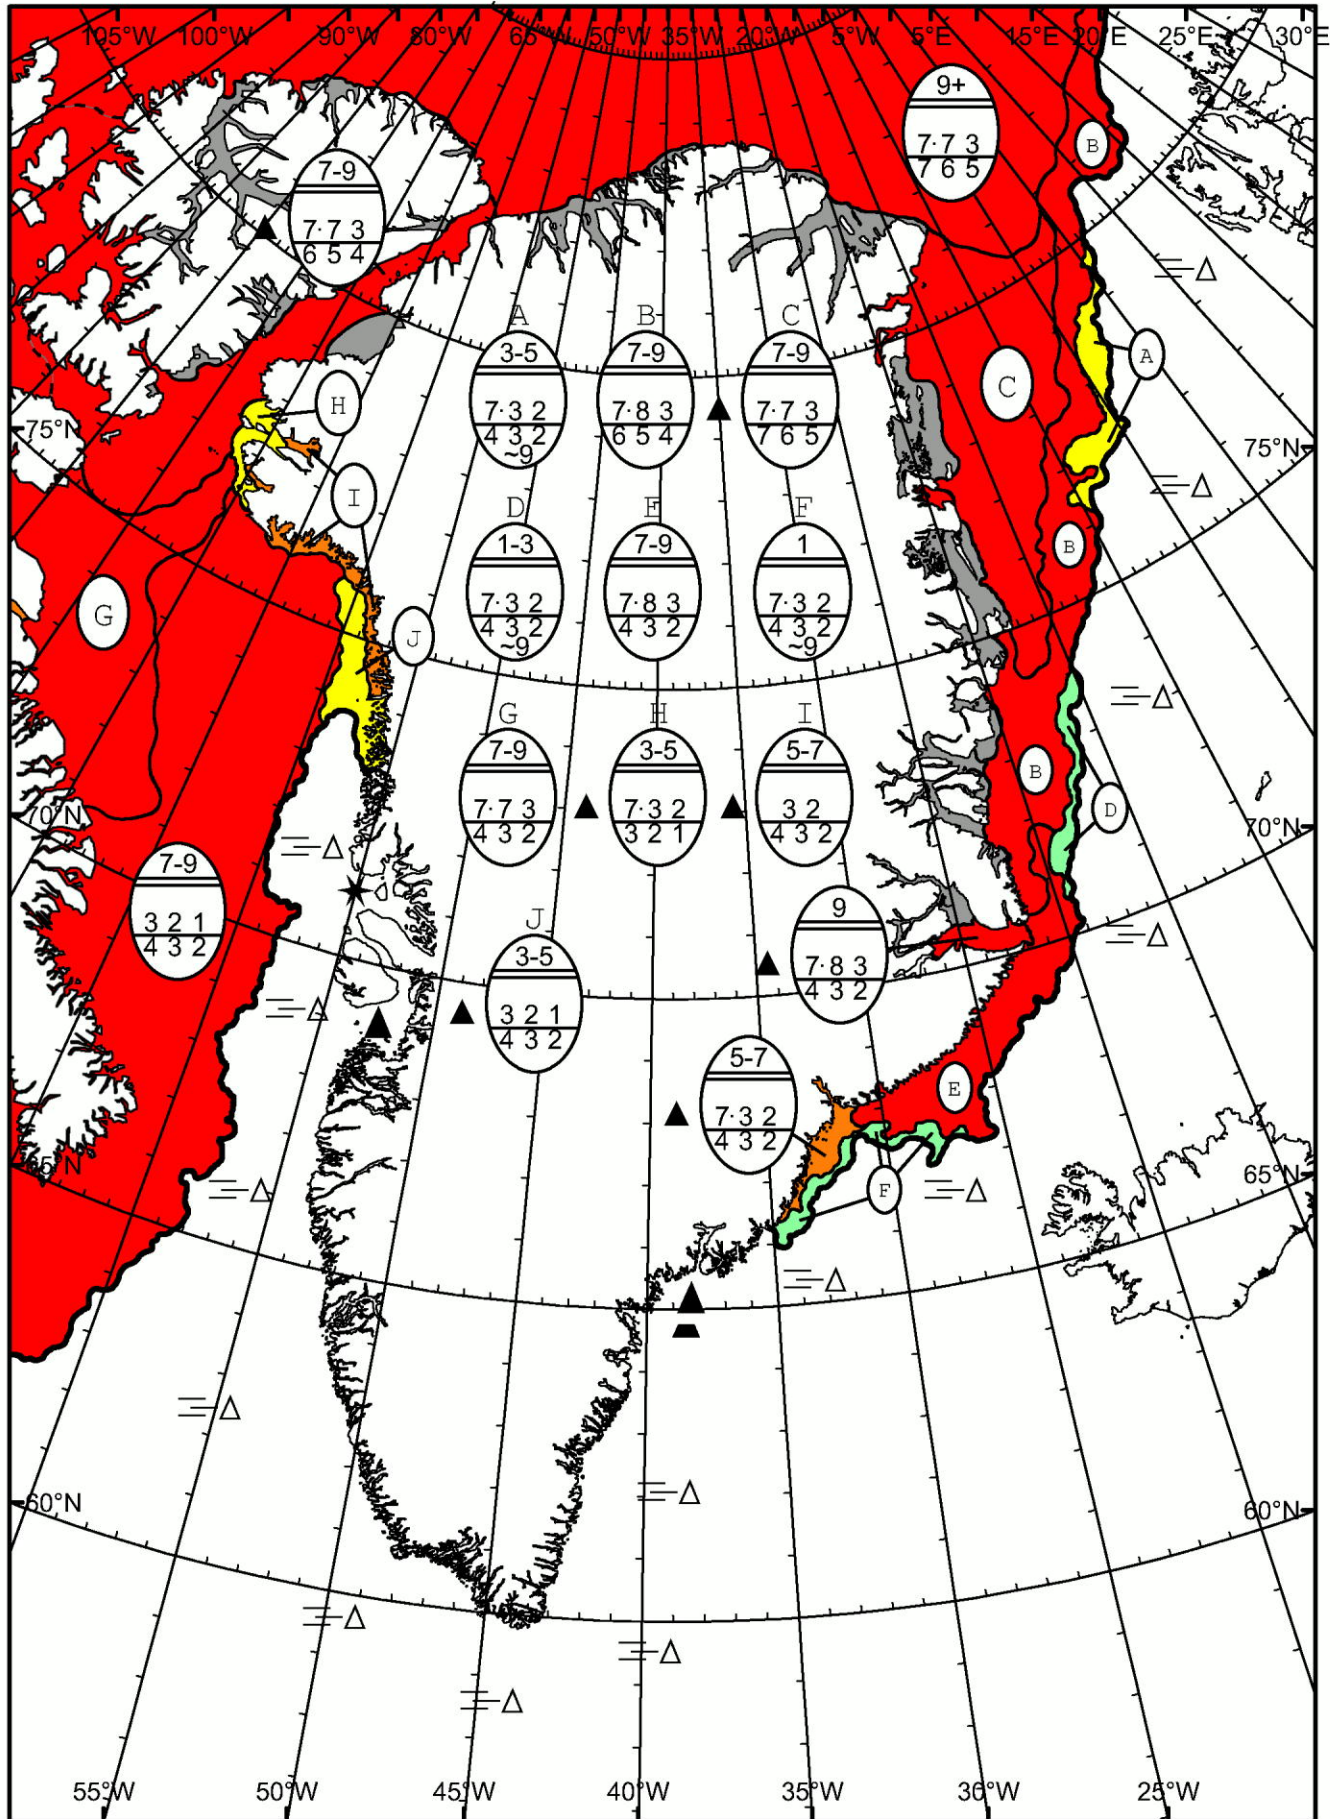 105°W 100°W 90°W 80°W 65°W 50°W 35°W 20°W 5°W 5°E 15°E 20°E 25°E 30°E
9+
7·7 3
7 6 5
B
7-9
7·7 3
6 5 4
A B C
3-5 7-9 7-9
7·3 2 7·8 3 7·7 3
4 3 2 6 5 4 7 6 5
~9
A
C
H
75°N 75°N
I
D E F
1-3 7-9 1
7·3 2 7·8 3 7·3 2
4 3 2 4 3 2 4 3 2
~9 ~9
B
G
J
G H I
7-9 3-5 5-7
7·7 3 7·3 2 3 2
4 3 2 3 2 1 4 3 2
B
D
70°N 70°N
7-9
3 2 1
4 3 2
9
7·8 3
4 3 2
J
3-5
3 2 1
4 3 2
5-7
7·3 2
4 3 2
E
65°N 65°N
F
60°N 60°N
55°W 50°W 45°W 40°W 35°W 30°W 25°W